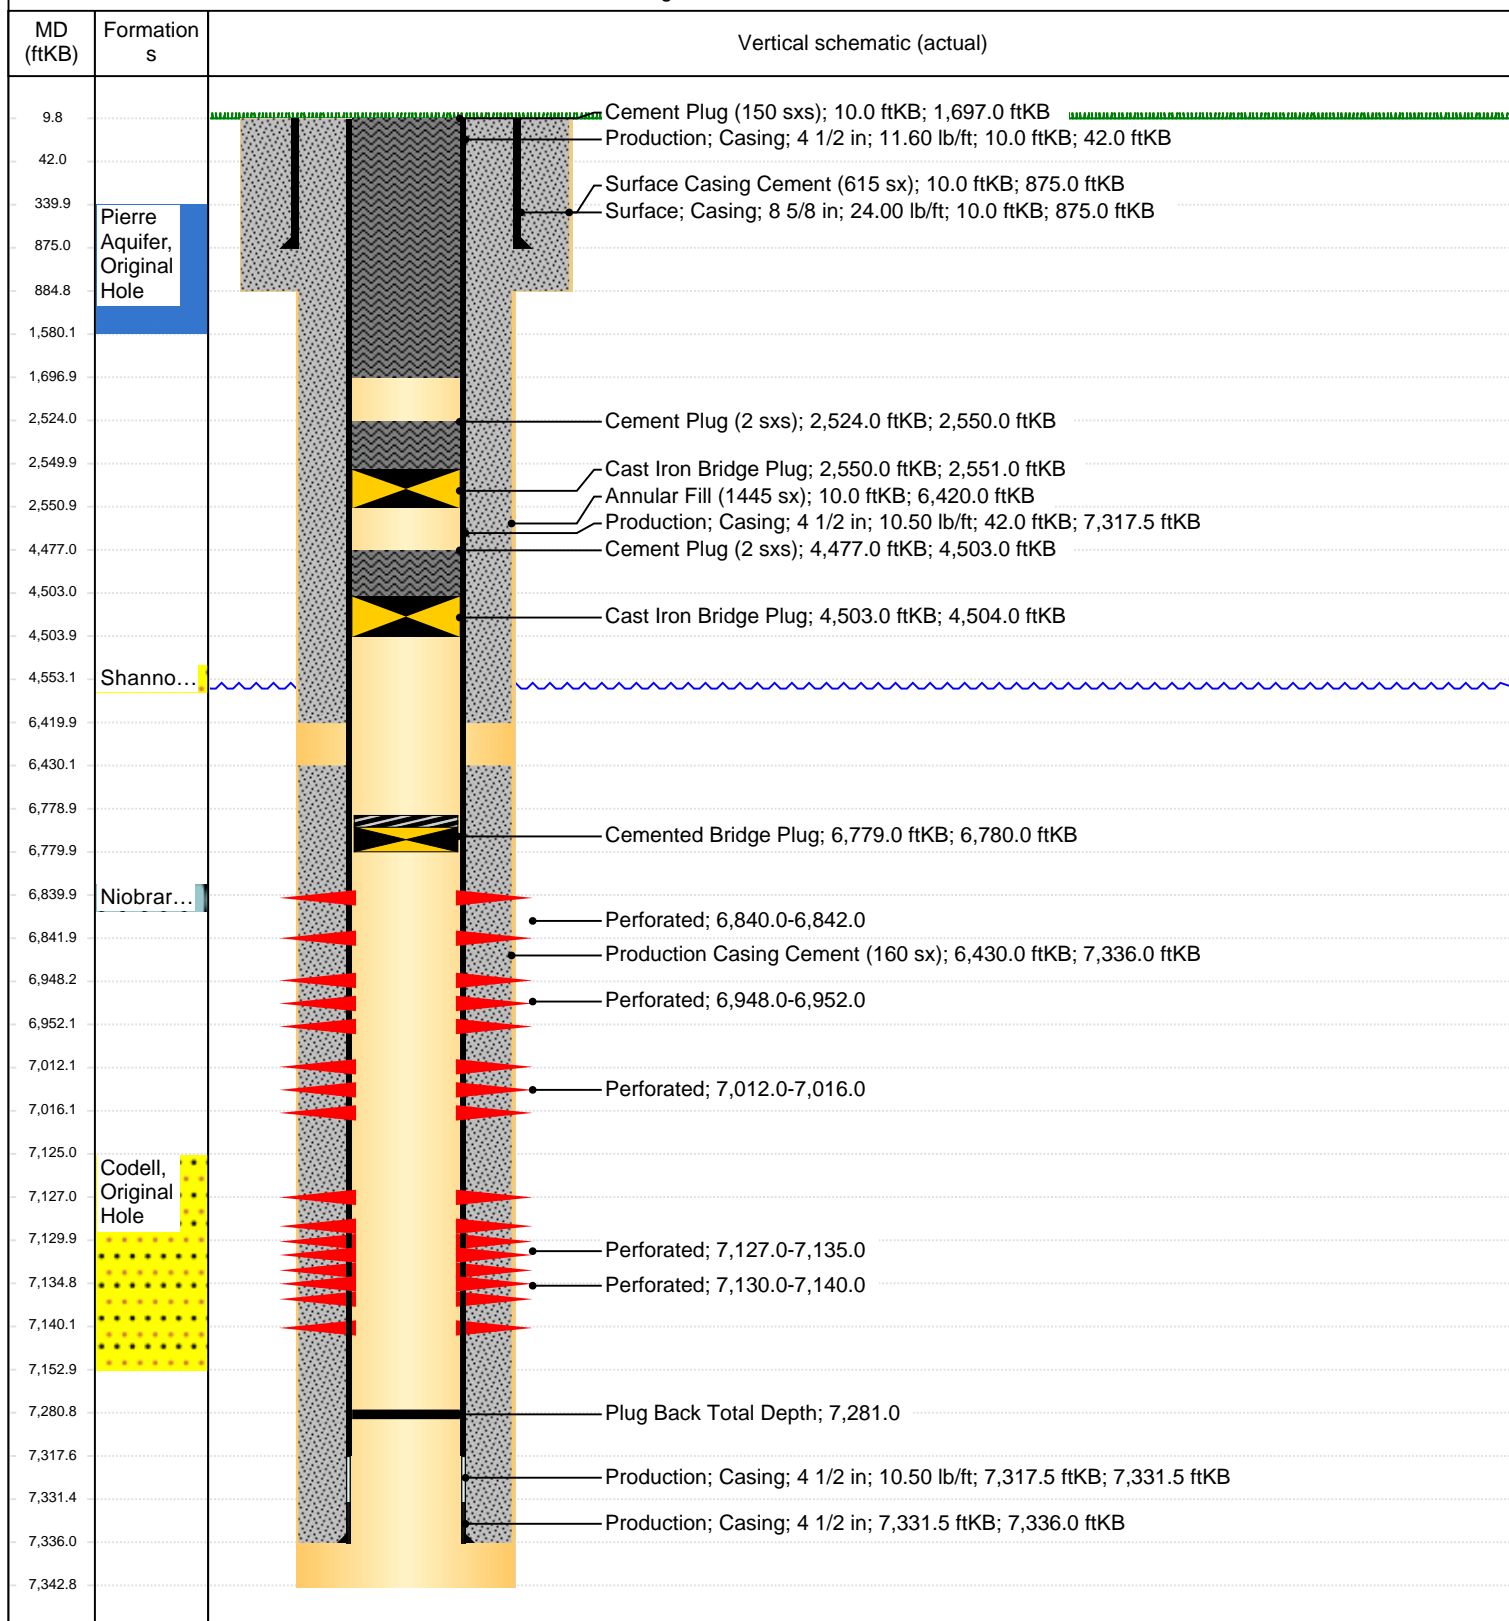 MD
(ftKB)
Formation
s
Vertical schematic (actual)
9.8
42.0
339.9
875.0
884.8
1,580.1
1,696.9
2,524.0
2,549.9
2,550.9
4,477.0
4,503.0
4,503.9
4,553.1
6,419.9
6,430.1
6,778.9
6,779.9
6,839.9
6,841.9
6,948.2
6,952.1
7,012.1
7,016.1
7,125.0
7,127.0
7,129.9
7,134.8
7,140.1
7,152.9
7,280.8
7,317.6
7,331.4
7,336.0
7,342.8
Pierre
Aquifer,
Original
Hole
Shanno...
Niobrar...
Codell,
Original
Hole
Cement Plug (150 sxs); 10.0 ftKB; 1,697.0 ftKB
Production; Casing; 4 1/2 in; 11.60 lb/ft; 10.0 ftKB; 42.0 ftKB
Surface Casing Cement (615 sx); 10.0 ftKB; 875.0 ftKB
Surface; Casing; 8 5/8 in; 24.00 lb/ft; 10.0 ftKB; 875.0 ftKB
Cement Plug (2 sxs); 2,524.0 ftKB; 2,550.0 ftKB
Cast Iron Bridge Plug; 2,550.0 ftKB; 2,551.0 ftKB
Annular Fill (1445 sx); 10.0 ftKB; 6,420.0 ftKB
Production; Casing; 4 1/2 in; 10.50 lb/ft; 42.0 ftKB; 7,317.5 ftKB
Cement Plug (2 sxs); 4,477.0 ftKB; 4,503.0 ftKB
Cast Iron Bridge Plug; 4,503.0 ftKB; 4,504.0 ftKB
Cemented Bridge Plug; 6,779.0 ftKB; 6,780.0 ftKB
Perforated; 6,840.0-6,842.0
Production Casing Cement (160 sx); 6,430.0 ftKB; 7,336.0 ftKB
Perforated; 6,948.0-6,952.0
Perforated; 7,012.0-7,016.0
Perforated; 7,127.0-7,135.0
Perforated; 7,130.0-7,140.0
Plug Back Total Depth; 7,281.0
Production; Casing; 4 1/2 in; 10.50 lb/ft; 7,317.5 ftKB; 7,331.5 ftKB
Production; Casing; 4 1/2 in; 7,331.5 ftKB; 7,336.0 ftKB